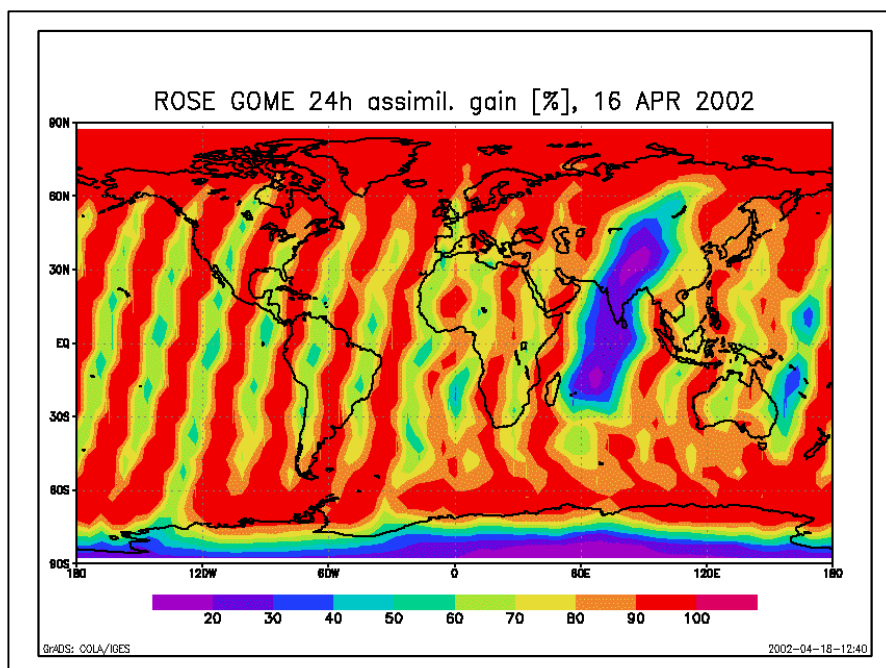 ROSE GOME 24h assimil. gain [%], 16 APR 2002
90N
60N
30N
EQ
30S
60S
90S
180 120W 60W 0 60E 120E 180
20 30 40 50 60 70 80 90 100
GrADS: COLA/IGES 2002-04-18-12:40